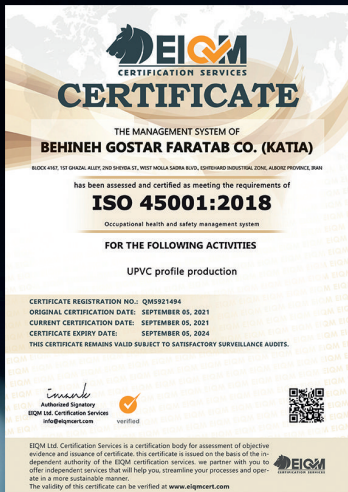 EIQM
CERTIFICATION SERVICES
CERTIFICATE
THE MANAGEMENT SYSTEM OF
BEHINEH GOSTAR FARATAB CO. (KATIA)
BLOCK 4167, 1ST GHAZAL ALLEY, 2ND SHEYDA ST., WEST MOLLA SADRA BLVD., ESHTEHARD INDUSTRIAL ZONE, ALBORZ PROVINCE, IRAN
has been assessed and certified as meeting the requirements of
ISO 45001:2018
Occupational health and safety management system
FOR THE FOLLOWING ACTIVITIES
UPVC profile production
CERTIFICATE REGISTRATION NO.: QMS921494
ORIGINAL CERTIFICATION DATE: SEPTEMBER 05, 2021
CURRENT CERTIFICATION DATE: SEPTEMBER 05, 2021
CERTIFICATE EXPIRY DATE: SEPTEMBER 05, 2024
THIS CERTIFICATE REMAINS VALID SUBJECT TO SATISFACTORY SURVEILLANCE AUDITS.
Authorized Signatory
EIQM Ltd. Certification Services
info@eiqmcert.com
verified
EIQM Ltd. Certification Services is a certification body for assessment of objective
evidence and issuance of certificate. this certificate is issued on the basis of the in-
dependent authority of the EIQM certification services. we partner with you to
offer independent services that will help you, streamline your processes and oper-
ate in a more sustainable manner.
The validity of this certificate can be verified at www.eiqmcert.com
EIQM